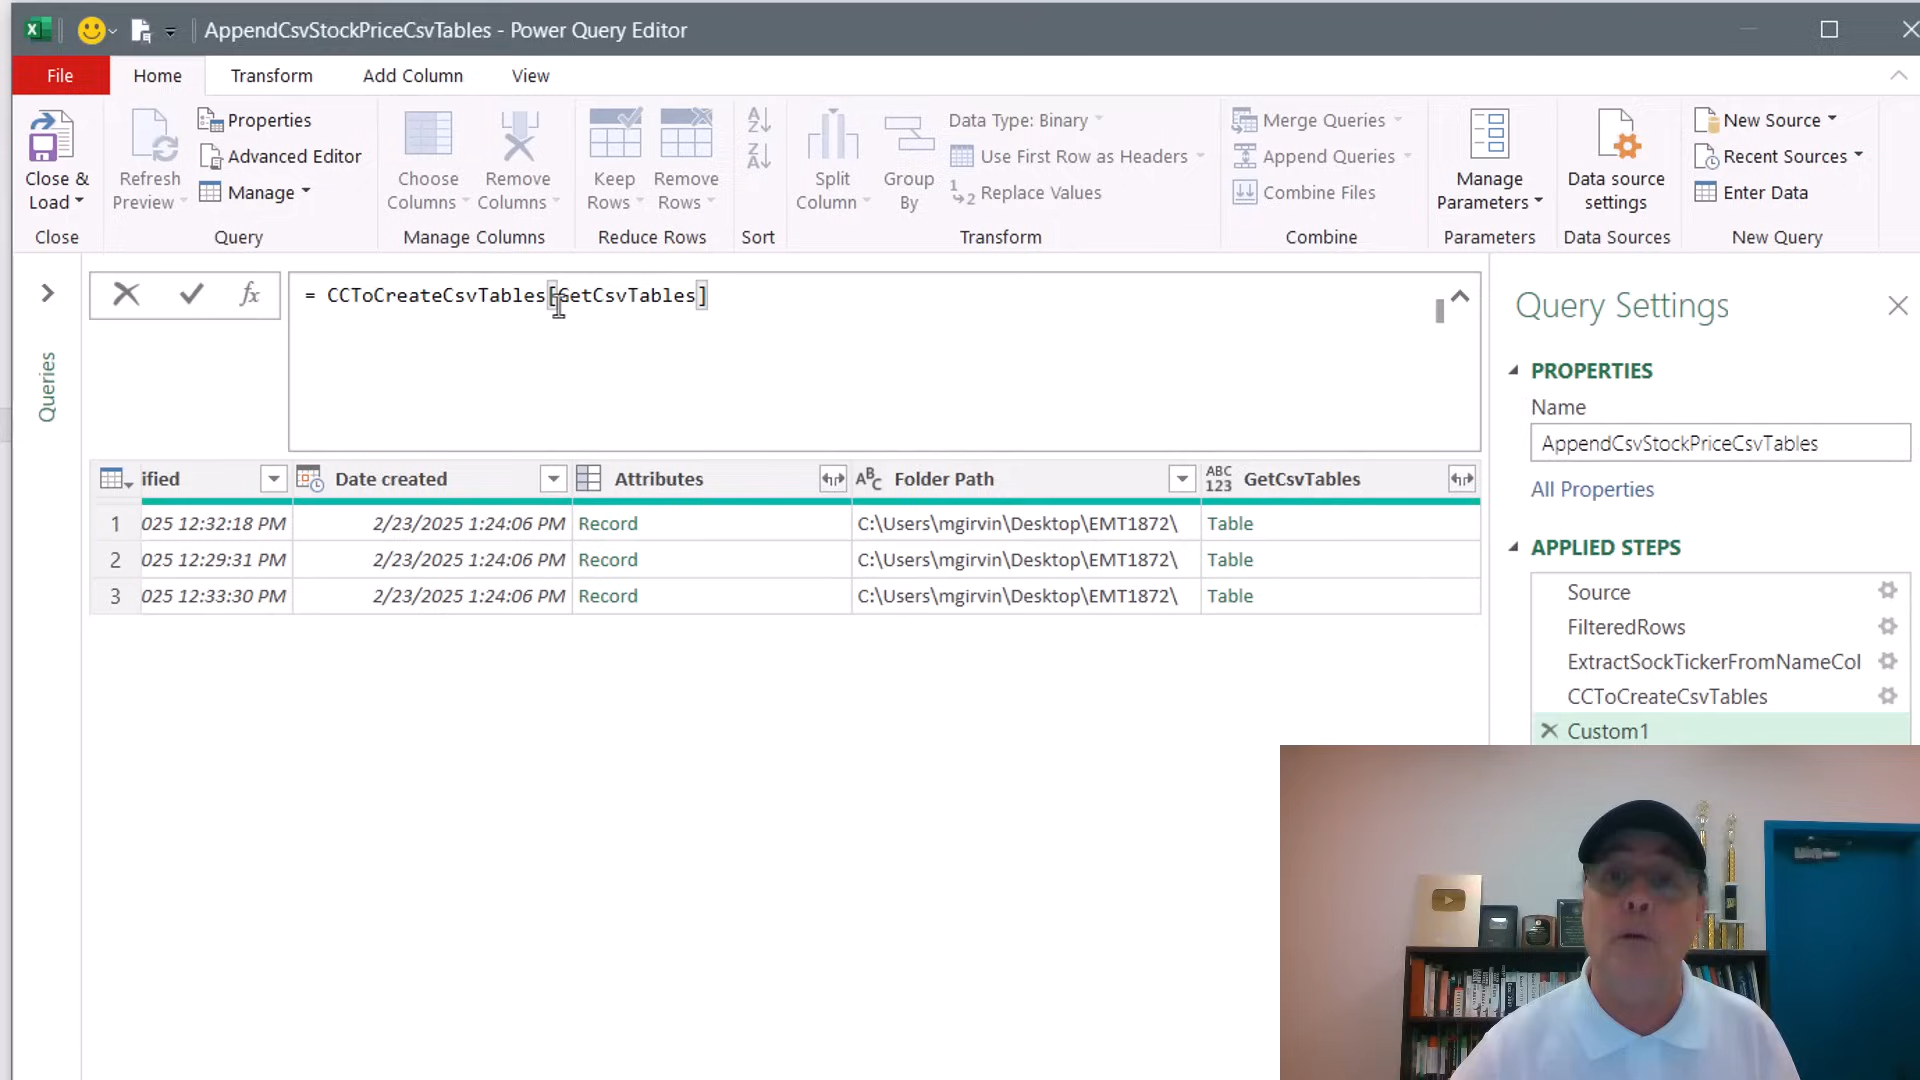 AppendCsvStockPriceCsvTables - Power Query Editor
File Home Transform Add Column View
Close & Load
Close
Refresh Preview
Properties
Advanced Editor
Manage
Query
Choose Columns
Remove Columns
Manage Columns
Keep Rows
Remove Rows
Reduce Rows
Sort
Split Column
Group By
Data Type: Binary
Use First Row as Headers
Replace Values
Transform
Merge Queries
Append Queries
Combine Files
Combine
Manage Parameters
Parameters
Data source settings
Data Sources
New Source
Recent Sources
Enter Data
New Query
Queries
= CCToCreateCsvTables[GetCsvTables]
ified Date created Attributes Folder Path GetCsvTables
1 025 12:32:18 PM 2/23/2025 1:24:06 PM Record C:\Users\mgirvin\Desktop\EMT1872\ Table
2 025 12:29:31 PM 2/23/2025 1:24:06 PM Record C:\Users\mgirvin\Desktop\EMT1872\ Table
3 025 12:33:30 PM 2/23/2025 1:24:06 PM Record C:\Users\mgirvin\Desktop\EMT1872\ Table
Query Settings
PROPERTIES
Name
AppendCsvStockPriceCsvTables
All Properties
APPLIED STEPS
Source
FilteredRows
ExtractSockTickerFromNameCol
CCToCreateCsvTables
Custom1